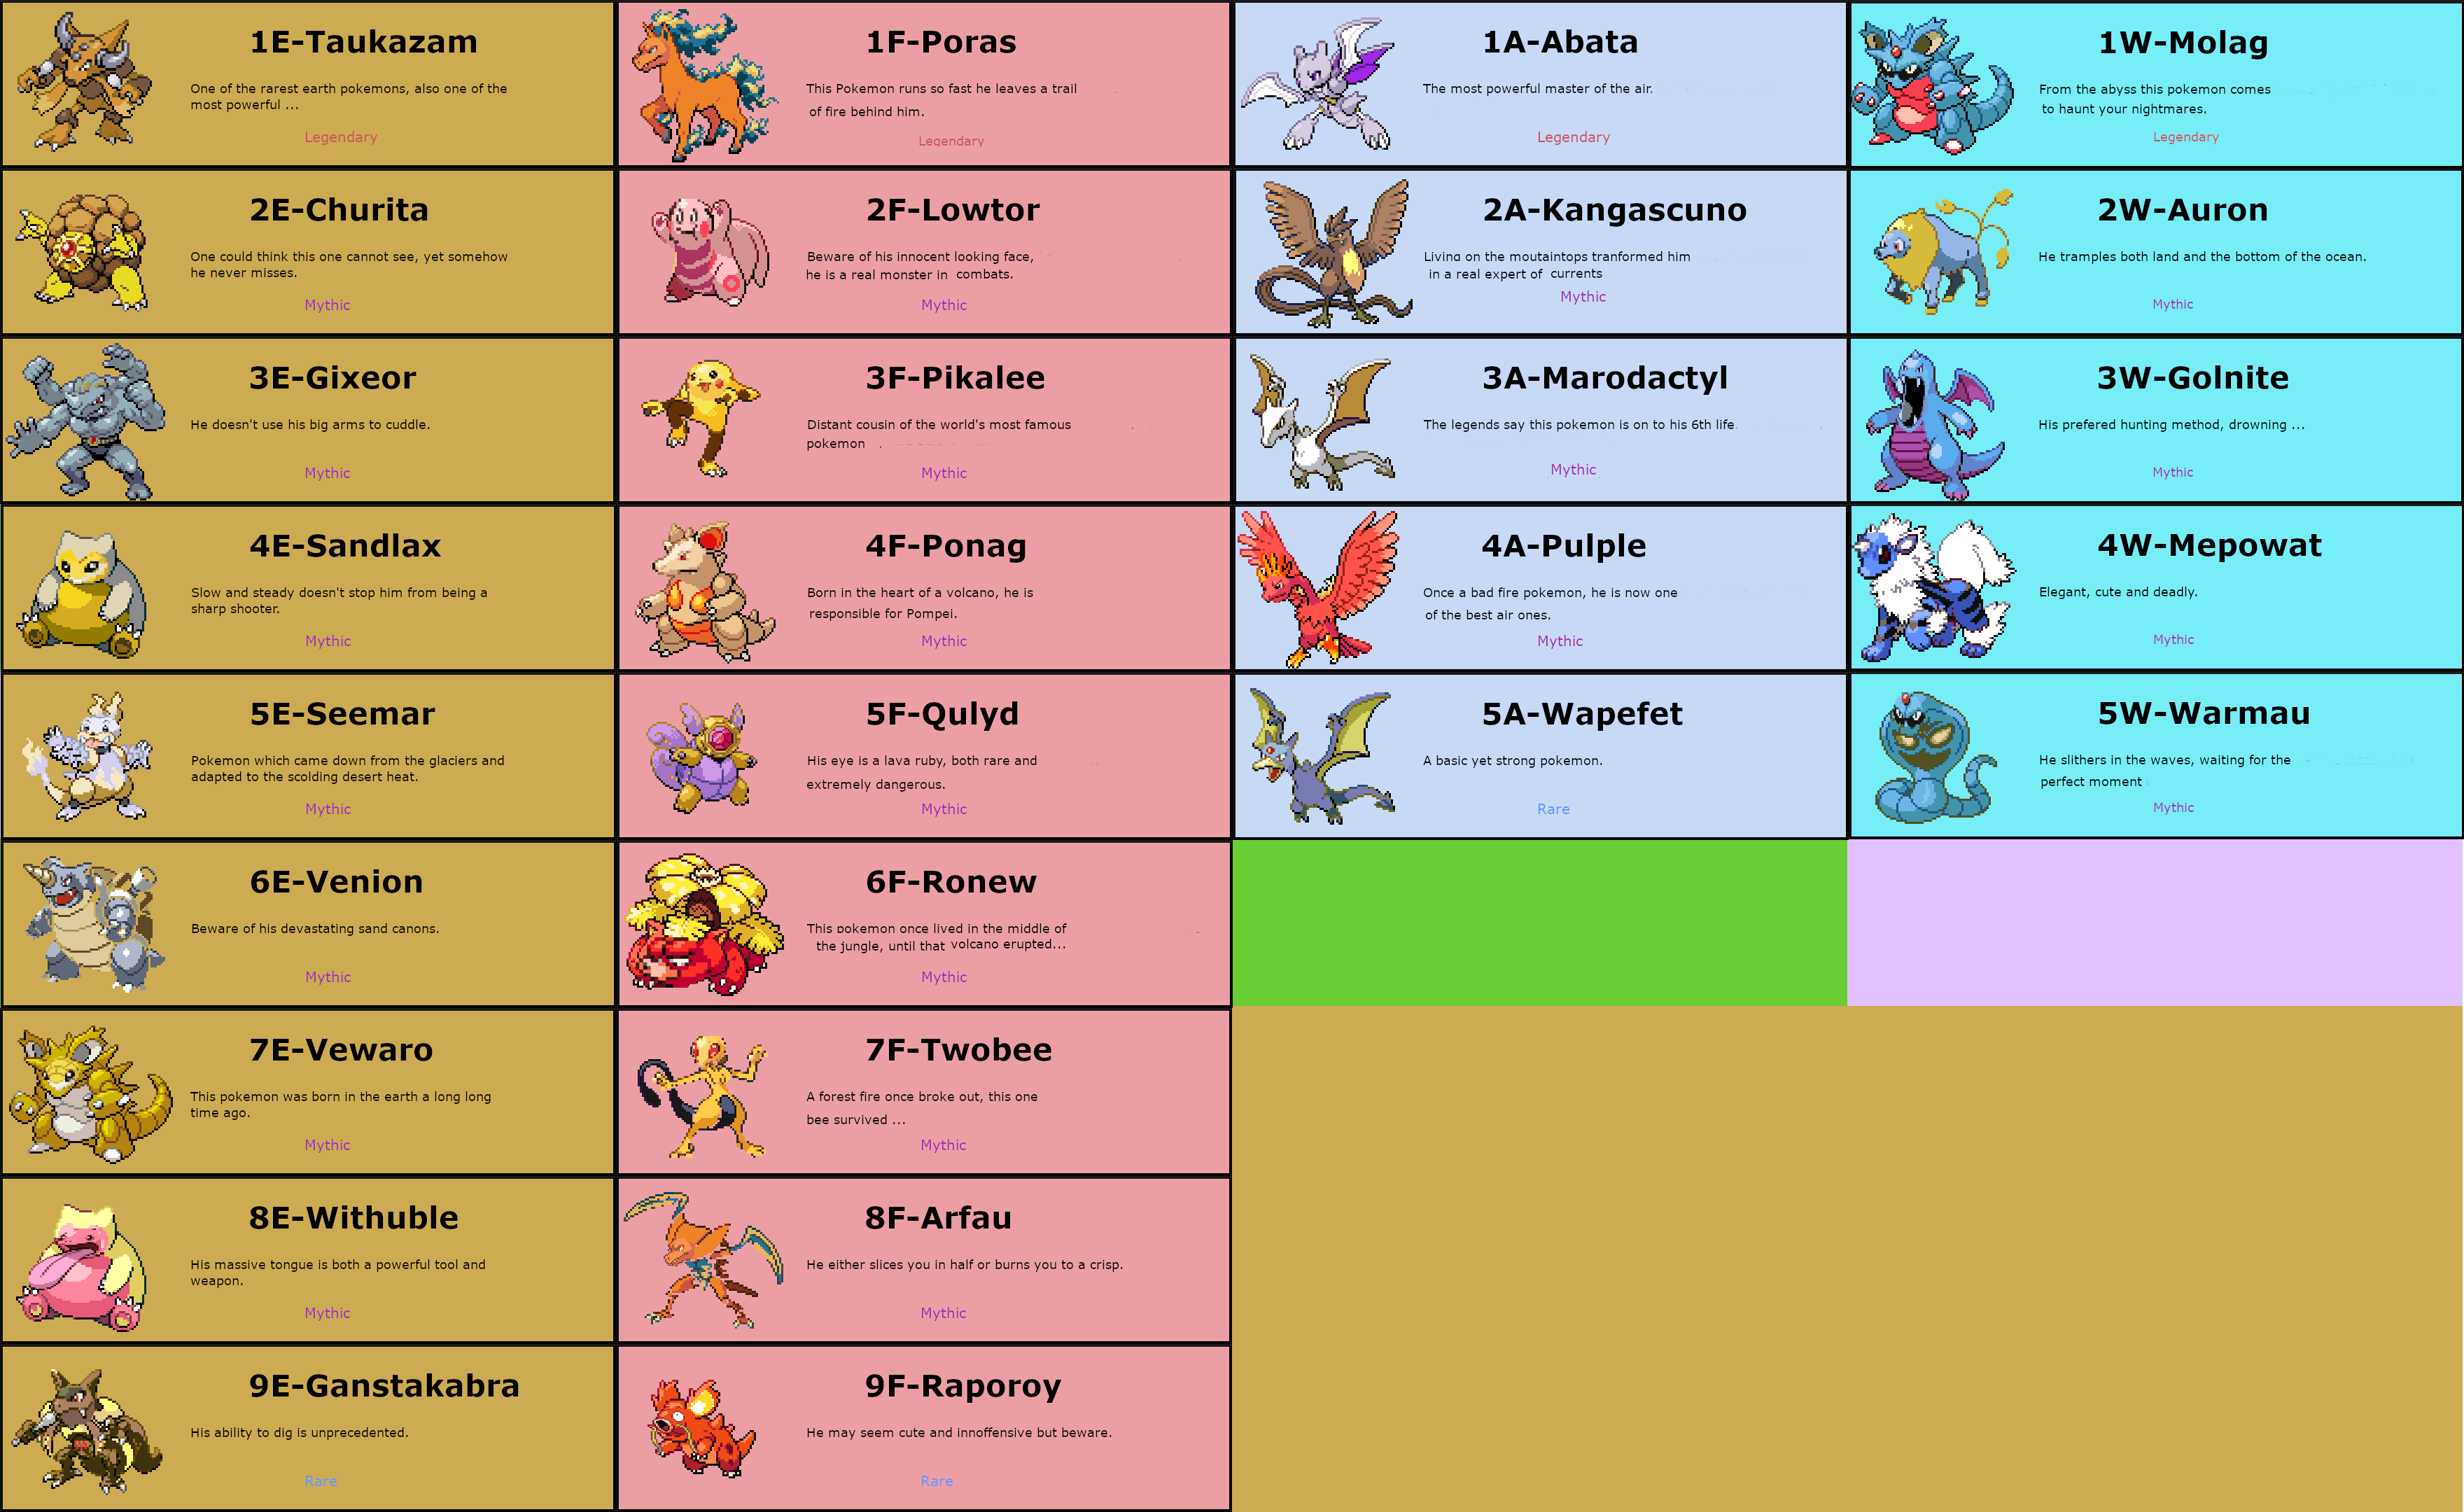 1E-Taukazam
One of the rarest earth pokemons, also one of the
most powerful ...
Legendary
1F-Poras
This Pokemon runs so fast he leaves a trail
of fire behind him.
Legendary
1A-Abata
The most powerful master of the air.
Legendary
1W-Molag
From the abyss this pokemon comes
to haunt your nightmares.
Legendary
2E-Churita
One could think this one cannot see, yet somehow
he never misses.
Mythic
2F-Lowtor
Beware of his innocent looking face,
he is a real monster in combats.
Mythic
2A-Kangascuno
Living on the moutaintops tranformed him
in a real expert of currents
Mythic
2W-Auron
He tramples both land and the bottom of the ocean.
Mythic
3E-Gixeor
He doesn't use his big arms to cuddle.
Mythic
3F-Pikalee
Distant cousin of the world's most famous
pokemon
Mythic
3A-Marodactyl
The legends say this pokemon is on to his 6th life.
Mythic
3W-Golnite
His prefered hunting method, drowning ...
Mythic
4E-Sandlax
Slow and steady doesn't stop him from being a
sharp shooter.
Mythic
4F-Ponag
Born in the heart of a volcano, he is
responsible for Pompei.
Mythic
4A-Pulple
Once a bad fire pokemon, he is now one
of the best air ones.
Mythic
4W-Mepowat
Elegant, cute and deadly.
Mythic
5E-Seemar
Pokemon which came down from the glaciers and
adapted to the scolding desert heat.
Mythic
5F-Qulyd
His eye is a lava ruby, both rare and
extremely dangerous.
Mythic
5A-Wapefet
A basic yet strong pokemon.
Rare
5W-Warmau
He slithers in the waves, waiting for the
perfect moment
Mythic
6E-Venion
Beware of his devastating sand canons.
Mythic
6F-Ronew
This pokemon once lived in the middle of
the jungle, until that volcano erupted...
Mythic
7E-Vewaro
This pokemon was born in the earth a long long
time ago.
Mythic
7F-Twobee
A forest fire once broke out, this one
bee survived ...
Mythic
8E-Withuble
His massive tongue is both a powerful tool and
weapon.
Mythic
8F-Arfau
He either slices you in half or burns you to a crisp.
Mythic
9E-Ganstakabra
His ability to dig is unprecedented.
Rare
9F-Raporoy
He may seem cute and innoffensive but beware.
Rare